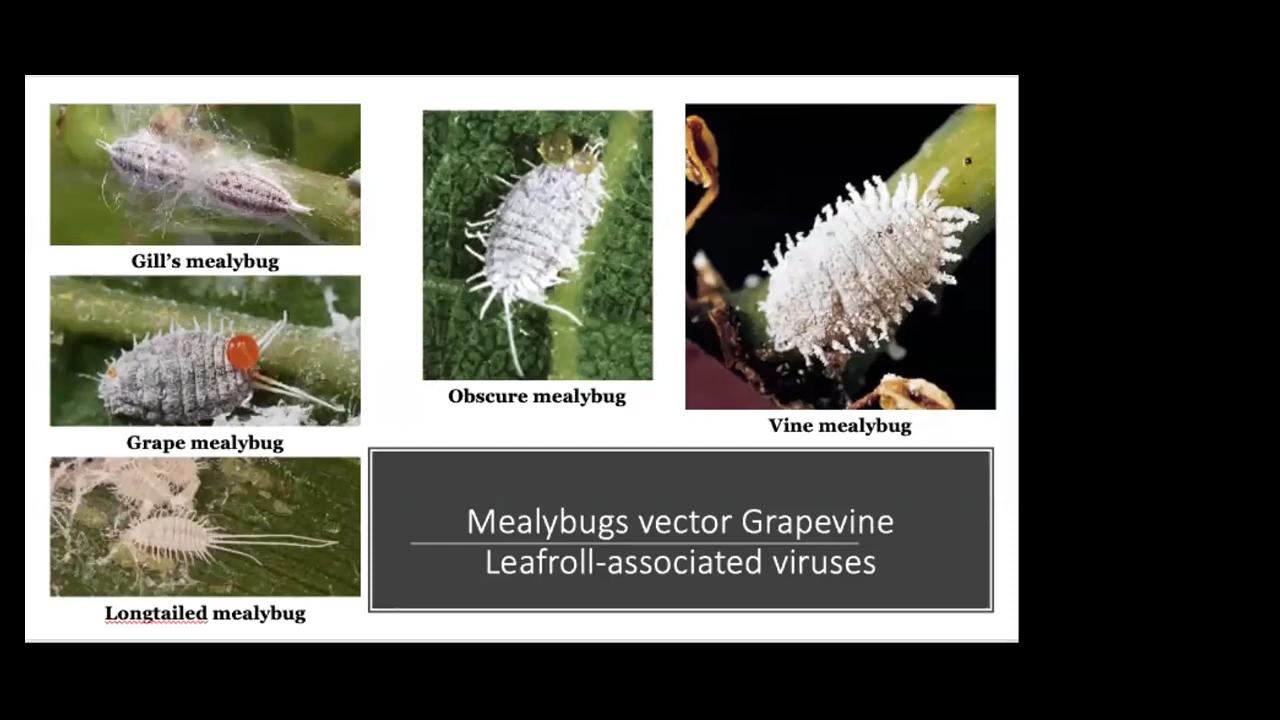 Gill's mealybug
Grape mealybug
Longtailed mealybug
Obscure mealybug
Vine mealybug
Mealybugs vector Grapevine
Leafroll-associated viruses